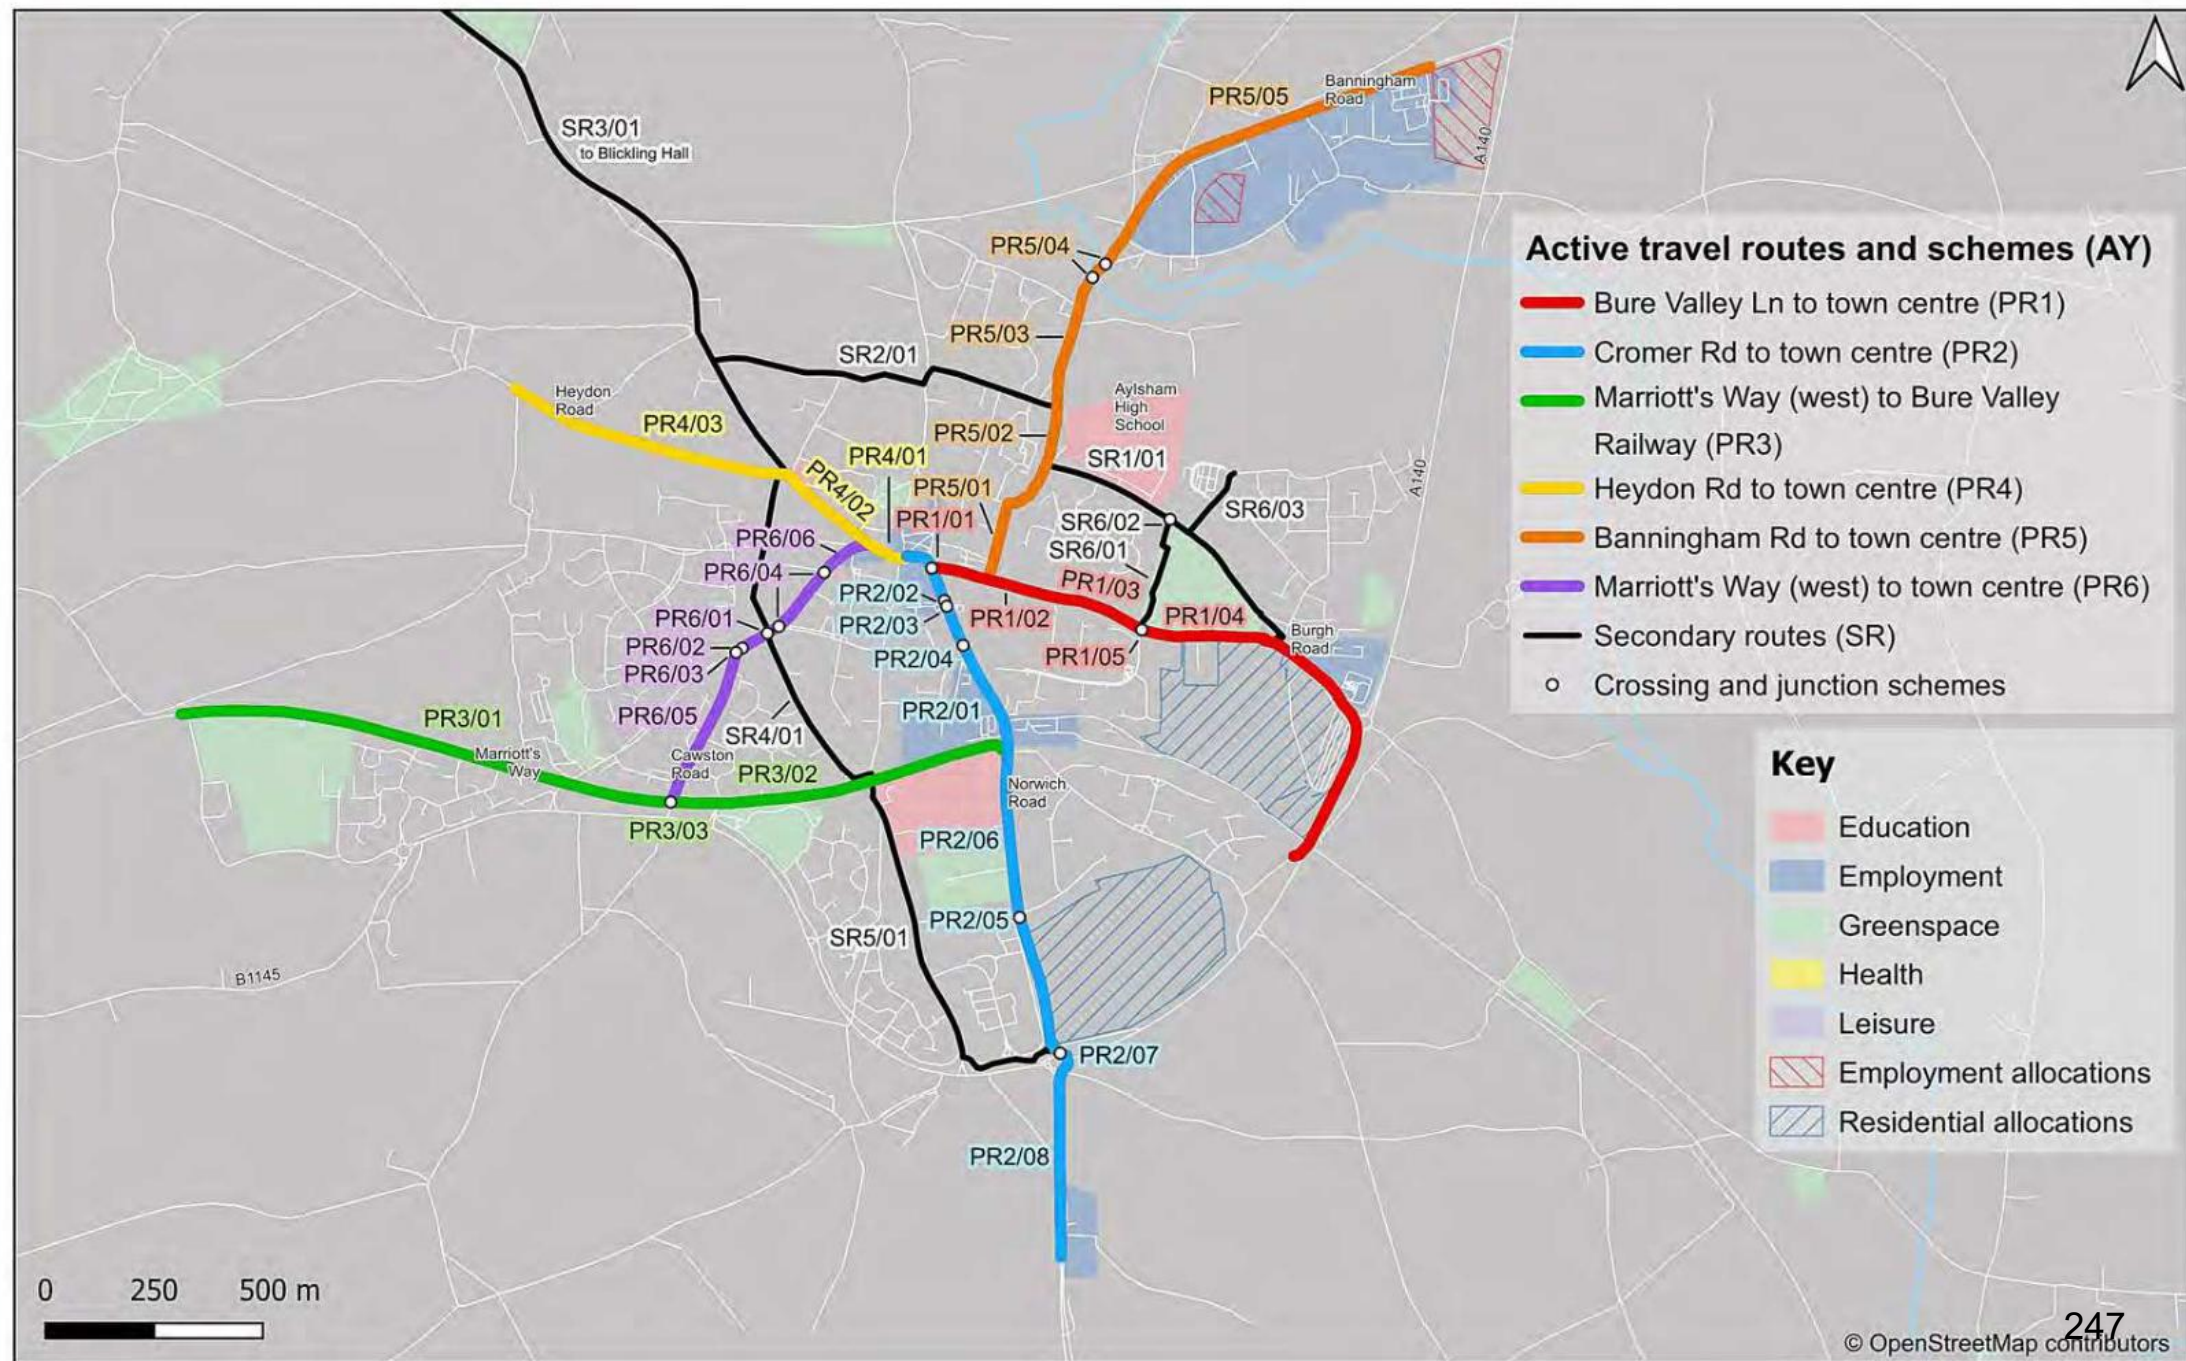 Banningham
Road
PR5/05
SR3/01
to Blickling Hall
A140
PR5/04
PR5/03
SR2/01
Aylsham
High
School
Heydon
Road
PR4/03
PR5/02
PR4/01
SR1/01
A140
PR4/02
PR5/01
PR1/01
SR6/02
SR6/03
PR6/06
SR6/01
PR6/04
PR1/03
PR2/02
PR6/01
PR2/03
PR1/02
PR1/04
PR6/02
PR2/04
PR1/05
Burgh
Road
PR6/03
PR6/05
PR3/01
PR2/01
SR4/01
Marriott's
Way
Cawston
Road
PR3/02
Norwich
Road
PR3/03
PR2/06
PR2/05
SR5/01
B1145
PR2/07
PR2/08
Active travel routes and schemes (AY)
Bure Valley Ln to town centre (PR1)
Cromer Rd to town centre (PR2)
Marriott's Way (west) to Bure Valley
Railway (PR3)
Heydon Rd to town centre (PR4)
Banningham Rd to town centre (PR5)
Marriott's Way (west) to town centre (PR6)
Secondary routes (SR)
Crossing and junction schemes
Key
Education
Employment
Greenspace
Health
Leisure
Employment allocations
Residential allocations
0 250 500 m
247
© OpenStreetMap contributors